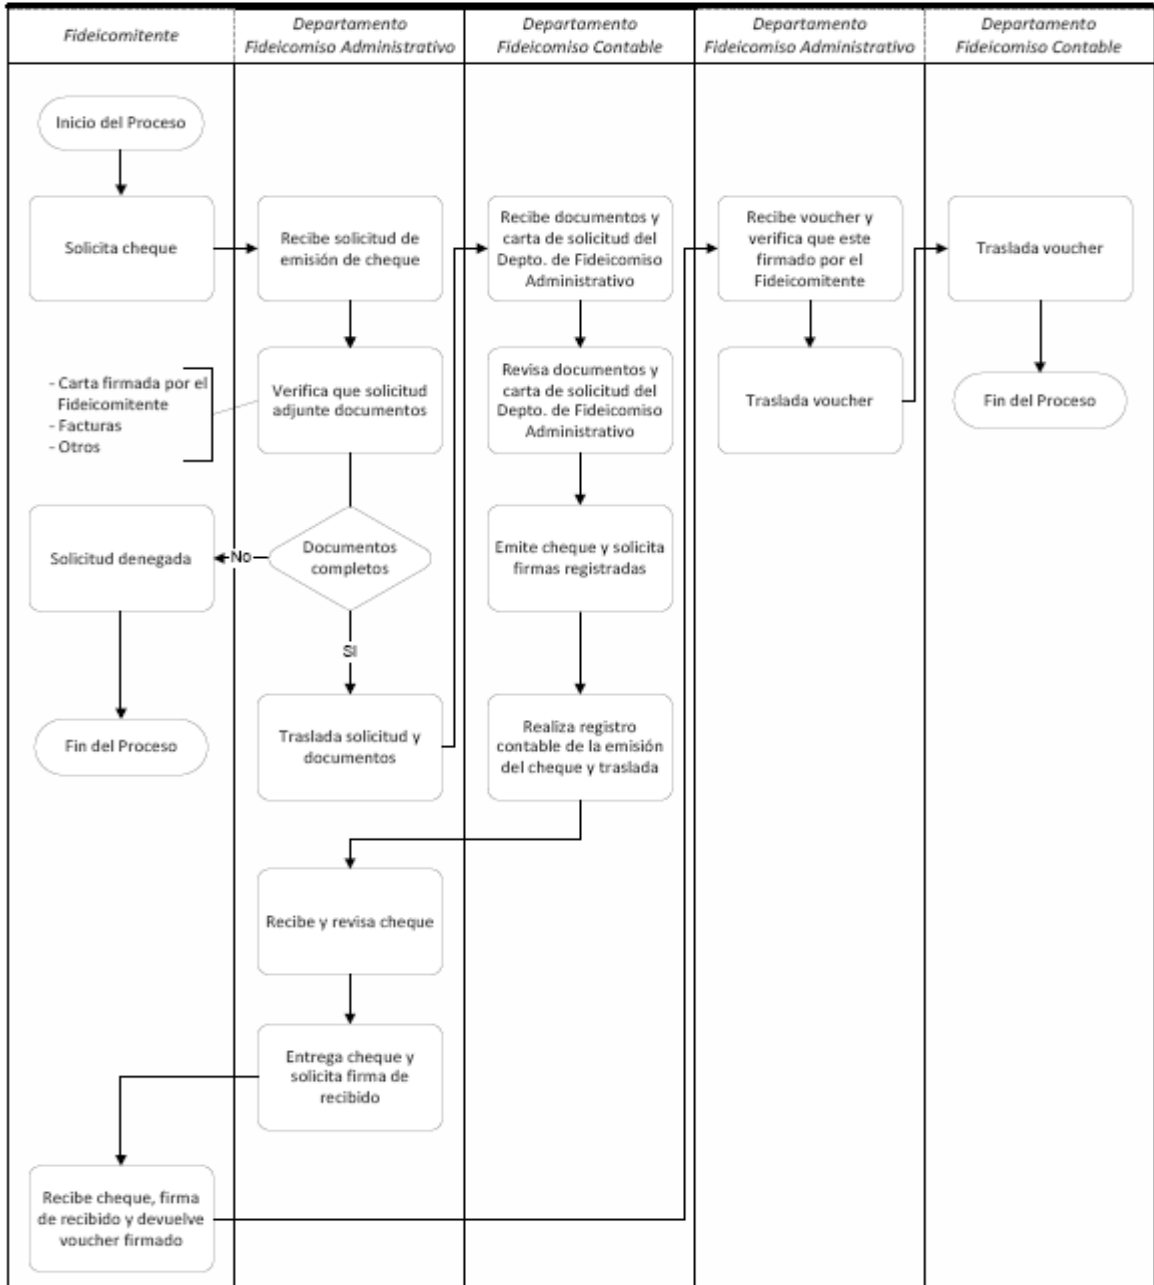 Fideicomitente
Departamento
Fideicomiso Administrativo
Departamento
Fideicomiso Contable
Departamento
Fideicomiso Administrativo
Departamento
Fideicomiso Contable
Inicio del Proceso
Solicita cheque
Recibe solicitud de
emisión de cheque
Recibe documentos y
carta de solicitud del
Depto. de Fideicomiso
Administrativo
Recibe voucher y
verifica que este
firmado por el
Fideicomitente
Traslada voucher
- Carta firmada por el
Fideicomitente
- Facturas
- Otros
Verifica que solicitud
adjunte documentos
Revisa documentos y
carta de solicitud del
Depto. de Fideicomiso
Administrativo
Traslada voucher
Fin del Proceso
Solicitud denegada
No
Documentos
completos
Emite cheque y solicita
firmas registradas
SI
Fin del Proceso
Traslada solicitud y
documentos
Realiza registro
contable de la emisión
del cheque y traslada
Recibe y revisa cheque
Entrega cheque y
solicita firma de
recibido
Recibe cheque, firma
de recibido y devuelve
voucher firmado